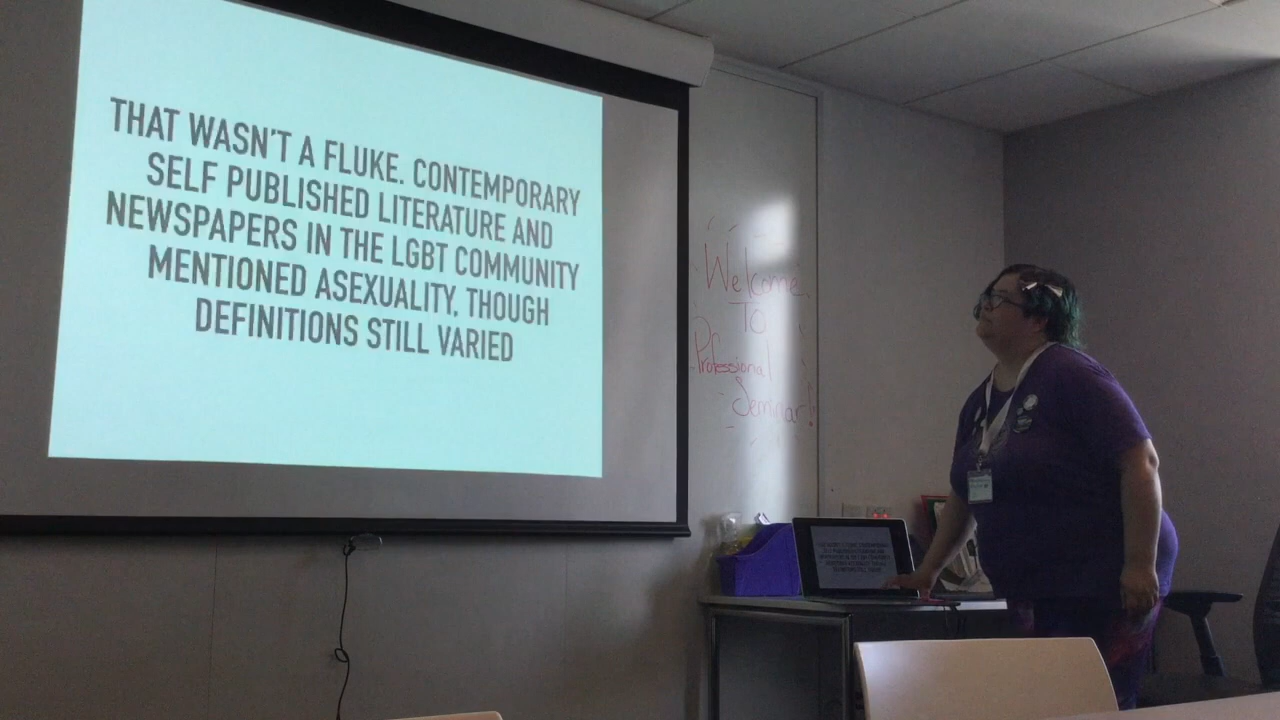 THAT WASN'T A FLUKE. CONTEMPORARY
SELF PUBLISHED LITERATURE AND
NEWSPAPERS IN THE LGBT COMMUNITY
MENTIONED ASEXUALITY, THOUGH
DEFINITIONS STILL VARIED
Welcome
To
Professional
Seminar!